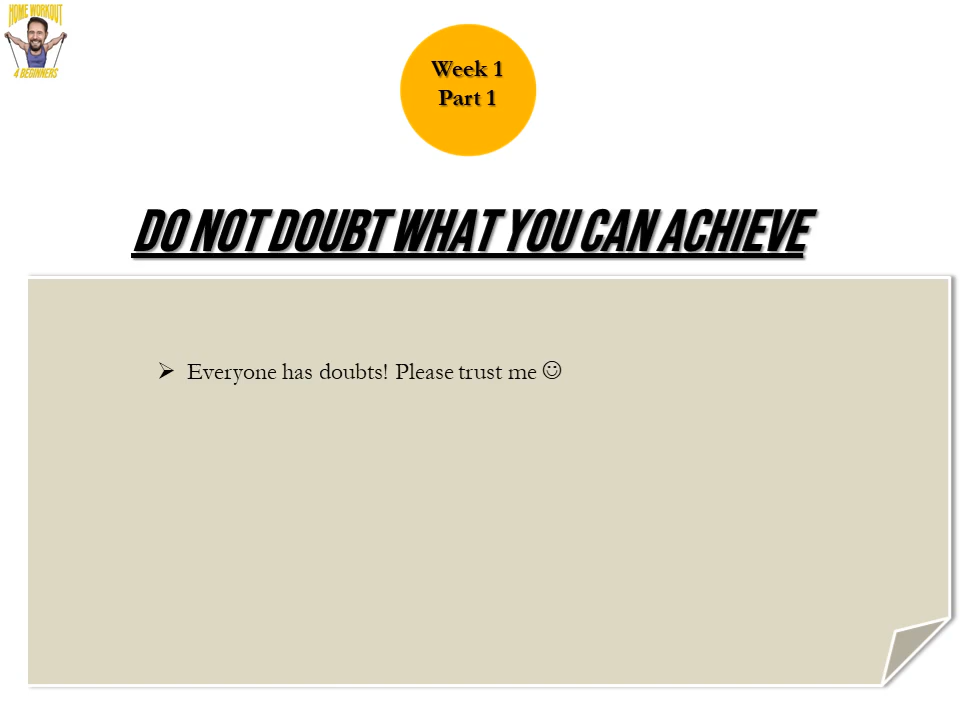 HOME WORKOUT
4 BEGINNERS
Week 1
Part 1
DO NOT DOUBT WHAT YOU CAN ACHIEVE
➢ Everyone has doubts! Please trust me ☺